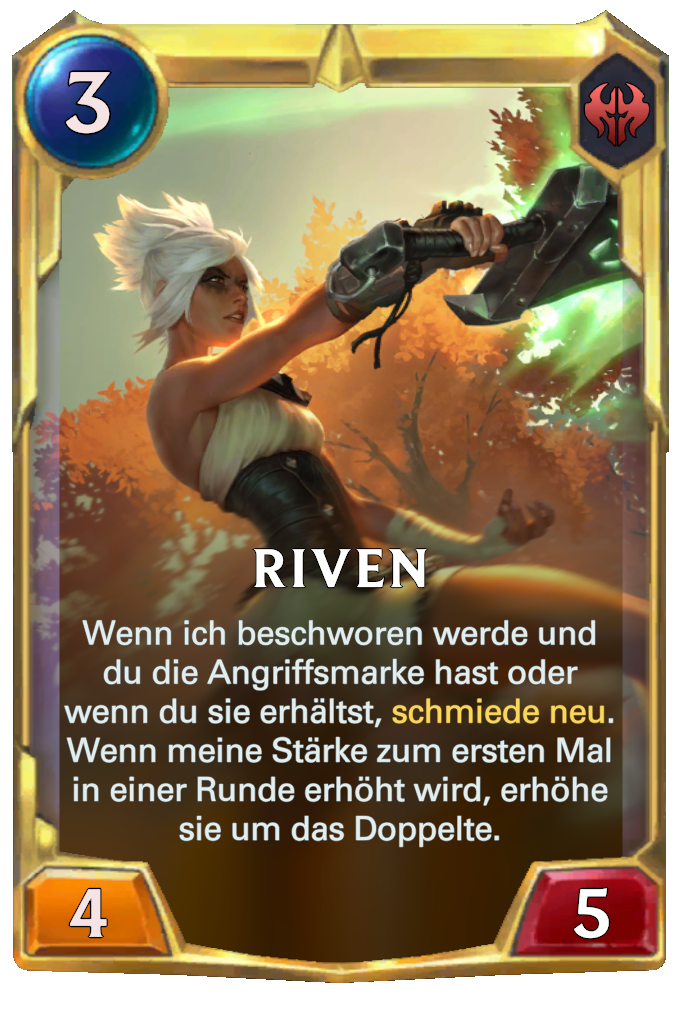 3
RIVEN
Wenn ich beschworen werde und
du die Angriffsmarke hast oder
wenn du sie erhältst, schmiede neu.
Wenn meine Stärke zum ersten Mal
in einer Runde erhöht wird, erhöhe
sie um das Doppelte.
4
5